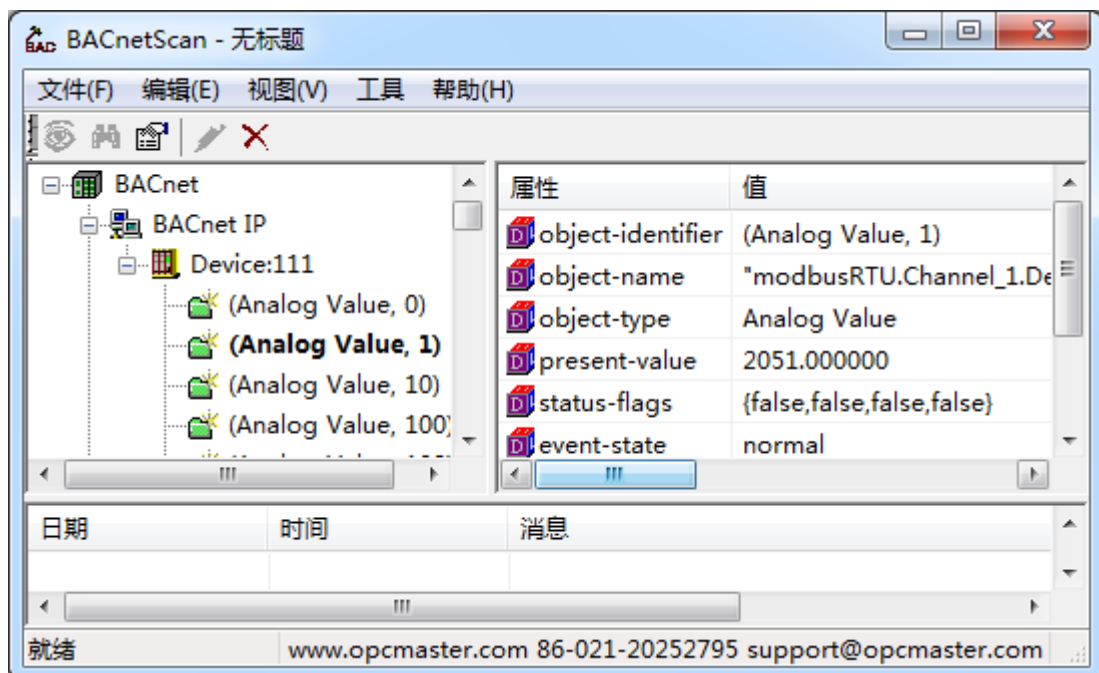 BACnetScan - 无标题
文件(F) 编辑(E) 视图(V) 工具 帮助(H)
BACnet
BACnet IP
Device:111
(Analog Value, 0)
(Analog Value, 1)
(Analog Value, 10)
(Analog Value, 100)
属性 值
object-identifier (Analog Value, 1)
object-name "modbusRTU.Channel_1.De
object-type Analog Value
present-value 2051.000000
status-flags {false,false,false,false}
event-state normal
日期 时间 消息
就绪 www.opcmaster.com 86-021-20252795 support@opcmaster.com